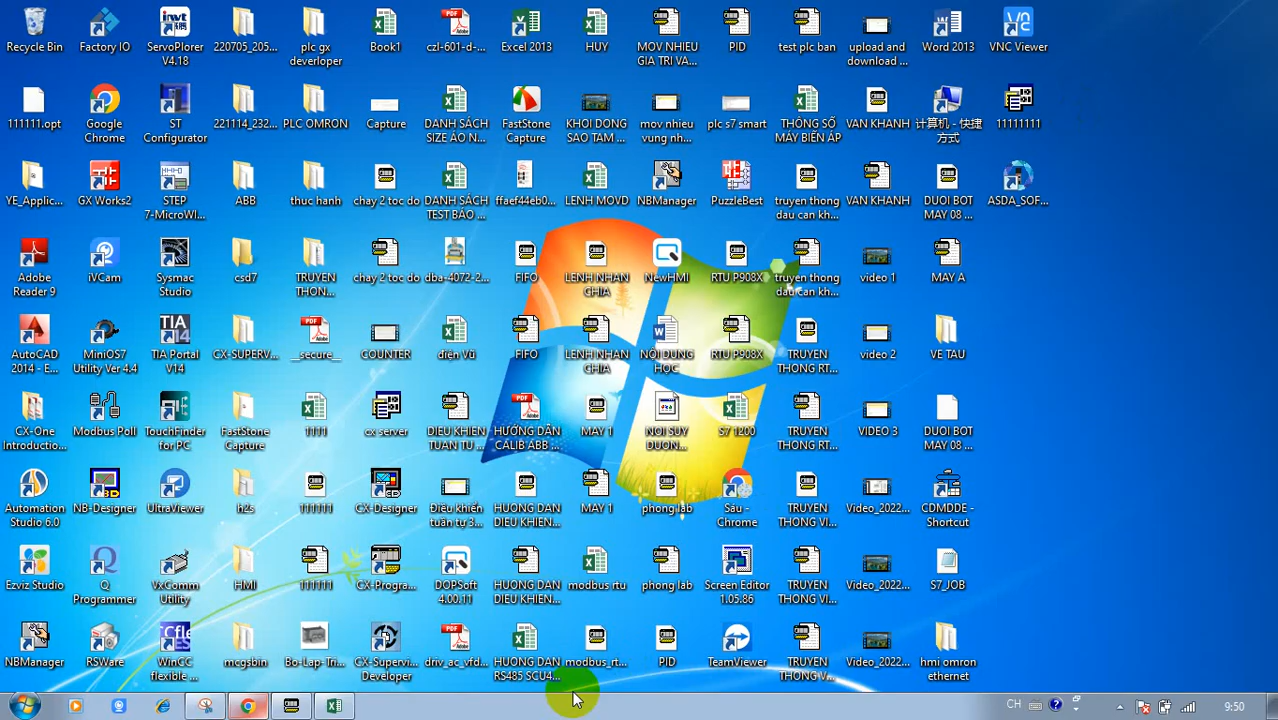 Recycle Bin
Factory IO
ServoPlorer
V4.18
220705_205...
plc gx
deverloper
Book1
czl-601-d-...
Excel 2013
HUY
MOV NHIEU
GIA TRI VA...
PID
test plc ban
upload and
download ...
Word 2013
VNC Viewer
111111.opt
Google
Chrome
ST
Configurator
221114_232...
PLC OMRON
Capture
DANH SÁCH
SIZE ÁO N...
FastStone
Capture
KHOI DONG
SAO TAM ...
mov nhieu
vung nh...
plc s7 smart
THÔNG SỐ
MÁY BIẾN ÁP
VAN KHANH
计算机 - 快捷
方式
11111111
YE_Applic...
GX Works2
STEP
7-MicroWI...
ABB
thuc hanh
chay 2 toc do
DANH SÁCH
TEST BÁO ...
ffaef44eb0...
LENH MOVD
NBManager
PuzzleBest
truyen thong
dau can kh...
VAN KHANH
DUOI BOT
MAY 08 ...
ASDA_SOF...
Adobe
Reader 9
iVCam
Sysmac
Studio
csd7
TRUYEN
THON...
chay 2 toc do
dba-4072-2...
FIFO
LENH NHAN
CHIA
NewHMI
RTU P908X
truyen thong
dau can kh...
video 1
MAY A
AutoCAD
2014 - E...
MiniOS7
Utility Ver 4.4
TIA Portal
V14
CX-SUPERV...
__secure__
COUNTER
điện Vũ
FIFO
LENH NHAN
CHIA
NỘI DUNG
HỌC
RTU P908X
TRUYEN
THONG RT...
video 2
VE TAU
CX-One
Introductio...
Modbus Poll
TouchFinder
for PC
FastStone
Capture
1111
cx server
DIEU KHIEN
TUAN TU ...
HƯỚNG DẪN
CALIB ABB ...
MAY 1
NOI SUY
DUON...
S7 1200
TRUYEN
THONG RT...
VIDEO 3
DUOI BOT
MAY 08 ...
Automation
Studio 6.0
NB-Designer
UltraViewer
h2s
111111
CX-Designer
Điều khiển
tuần tự 3...
HUONG DAN
DIEU KHIEN...
MAY 1
phong lab
Sáu -
Chrome
TRUYEN
THONG VI...
Video_2022...
CDMDDE -
Shortcut
Ezviz Studio
Q
Programmer
VxComm
Utility
HMI
111111
CX-Progra...
DOPSoft
4.00.11
HUONG DAN
DIEU KHIEN...
modbus rtu
phong lab
Screen Editor
1.05.86
TRUYEN
THONG VI...
Video_2022...
S7_JOB
NBManager
RSWare
WinCC
flexible ...
mcgsbin
Bo-Lap-Tri...
CX-Supervi...
Developer
driv_ac_vfd...
HUONG DAN
RS485 SCU4...
modbus_rt...
PID
TeamViewer
TRUYEN
THONG V...
Video_2022...
hmi omron
ethernet
CH
9:50